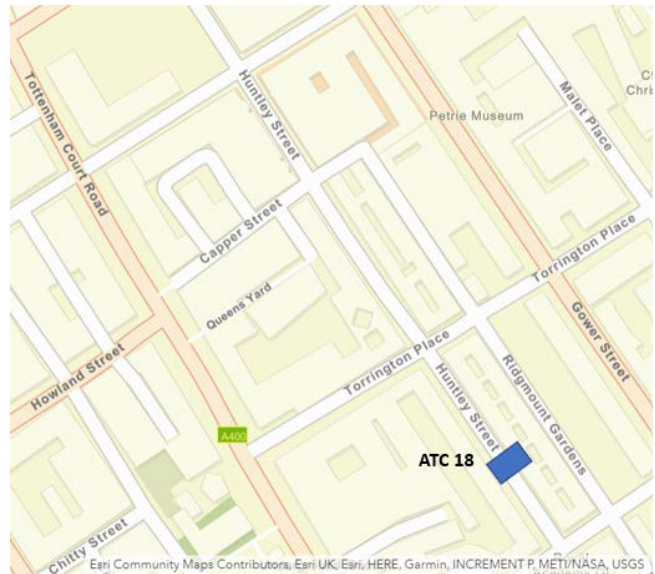 Tottenham Court Road
Huntley Street
Malet Place
Petrie Museum
Capper Street
Torrington Place
Queens Yard
Gower Street
Howland Street
Torrington Place
Huntley Street
Ridgmount Gardens
A400
ATC 18
Chitty Street
Esri Community Maps Contributors, Esri UK, Esri, HERE, Garmin, INCREMENT P, METI/NASA, USGS